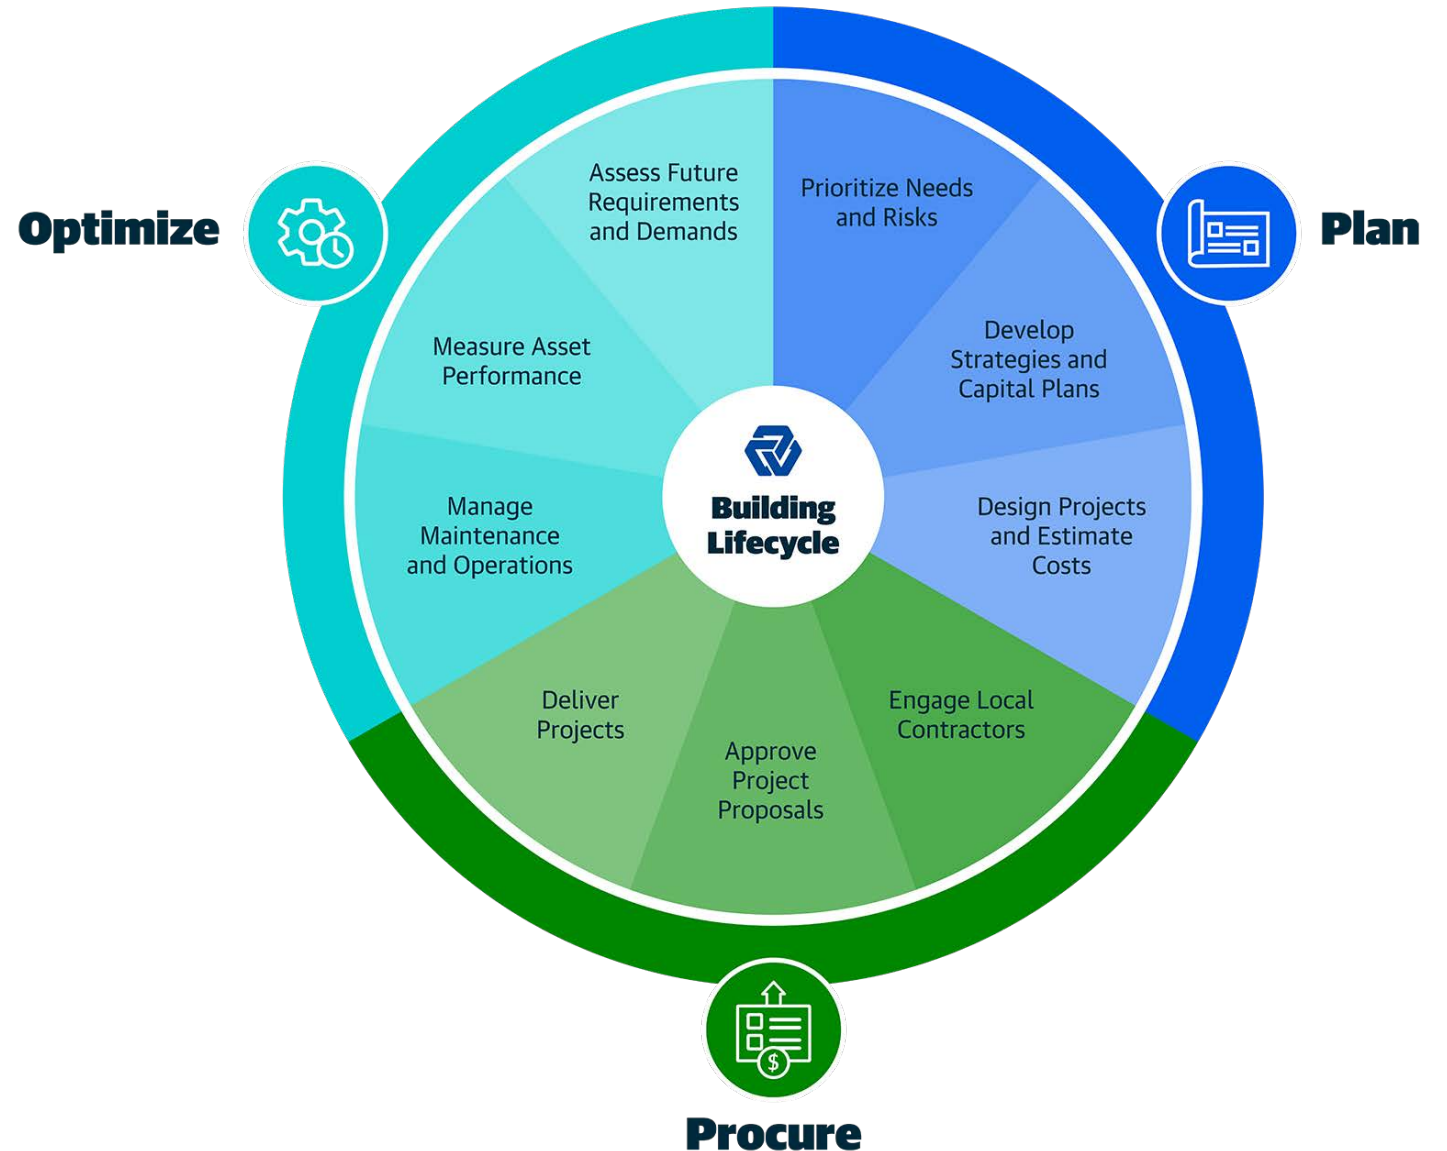 Assess Future
Requirements
and Demands
Prioritize Needs
and Risks
Optimize
Plan
Measure Asset
Performance
Develop
Strategies and
Capital Plans
Building
Lifecycle
Manage
Maintenance
and Operations
Design Projects
and Estimate
Costs
Deliver
Projects
Engage Local
Contractors
Approve
Project
Proposals
$
Procure